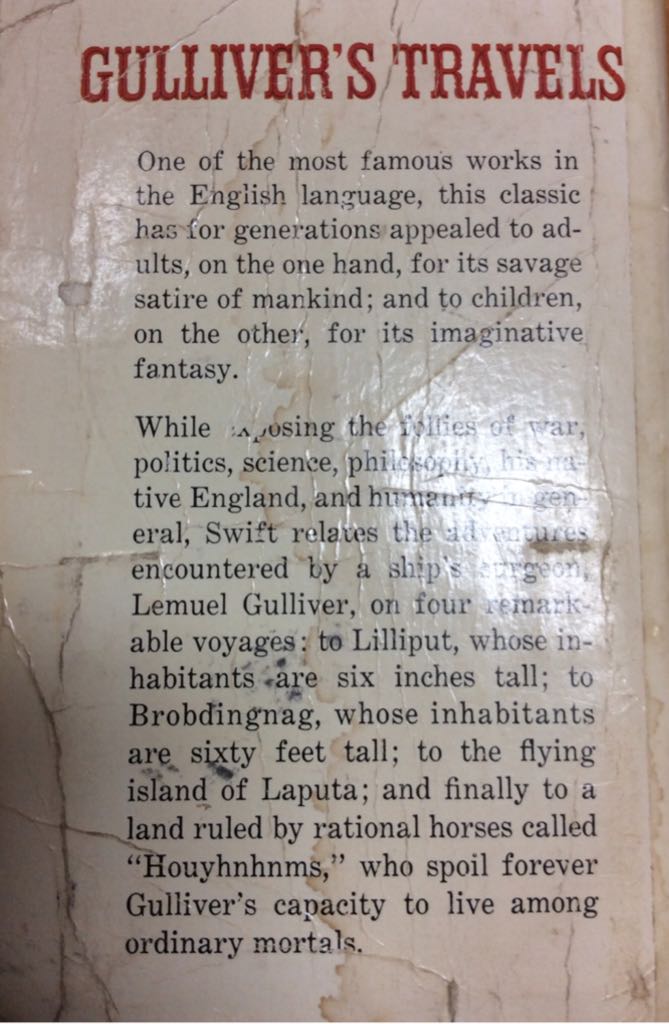 GULLIVER'S TRAVELS
One of the most famous works in
the English language, this classic
has for generations appealed to ad-
ults, on the one hand, for its savage
satire of mankind; and to children,
on the other, for its imaginative
fantasy.
While exposing the follies of war,
politics, science, philosophy, his na-
tive England, and humanity in gen-
eral, Swift relates the adventures
encountered by a ship's surgeon,
Lemuel Gulliver, on four remark-
able voyages: to Lilliput, whose in-
habitants are six inches tall; to
Brobdingnag, whose inhabitants
are sixty feet tall; to the flying
island of Laputa; and finally to a
land ruled by rational horses called
“Houyhnhnms,” who spoil forever
Gulliver's capacity to live among
ordinary mortals.